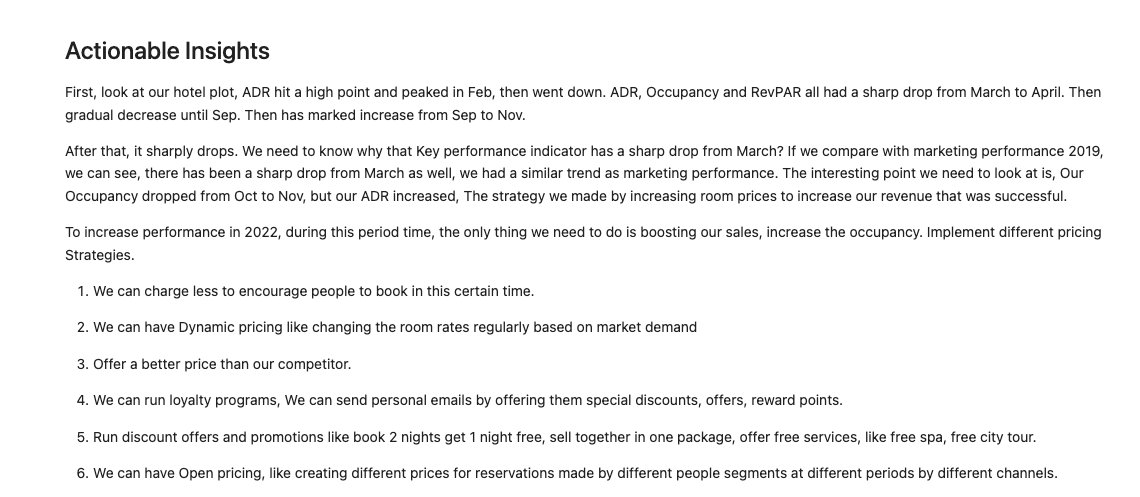 Actionable Insights
First, look at our hotel plot, ADR hit a high point and peaked in Feb, then went down. ADR, Occupancy and RevPAR all had a sharp drop from March to April. Then
gradual decrease until Sep. Then has marked increase from Sep to Nov.
After that, it sharply drops. We need to know why that Key performance indicator has a sharp drop from March? If we compare with marketing performance 2019,
we can see, there has been a sharp drop from March as well, we had a similar trend as marketing performance. The interesting point we need to look at is, Our
Occupancy dropped from Oct to Nov, but our ADR increased, The strategy we made by increasing room prices to increase our revenue that was successful.
To increase performance in 2022, during this period time, the only thing we need to do is boosting our sales, increase the occupancy. Implement different pricing
Strategies.
1. We can charge less to encourage people to book in this certain time.
2. We can have Dynamic pricing like changing the room rates regularly based on market demand
3. Offer a better price than our competitor.
4. We can run loyalty programs, We can send personal emails by offering them special discounts, offers, reward points.
5. Run discount offers and promotions like book 2 nights get 1 night free, sell together in one package, offer free services, like free spa, free city tour.
6. We can have Open pricing, like creating different prices for reservations made by different people segments at different periods by different channels.